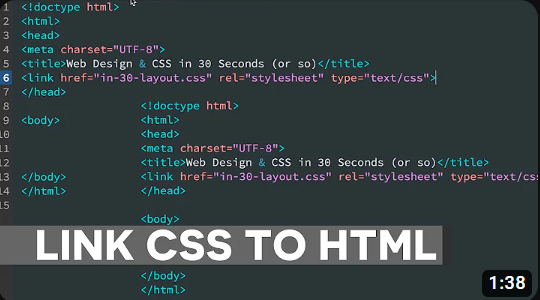 1 <!doctype html>
2 <html>
3 <head>
4 <meta charset="UTF-8">
5 <title>Web Design & CSS in 30 Seconds (or so)</title>
6 <link href="in-30-layout.css" rel="stylesheet" type="text/css">
7 </head>
8 <!doctype html>
9 <body> <html>
10 <head>
11 <meta charset="UTF-8">
12 <title>Web Design & CSS in 30 Seconds (or so)</title>
13 </body> <link href="in-30-layout.css" rel="stylesheet" type="text/css
14 </html> </head>
15
<body>
LINK CSS TO HTML
</body>
</html>
1:38